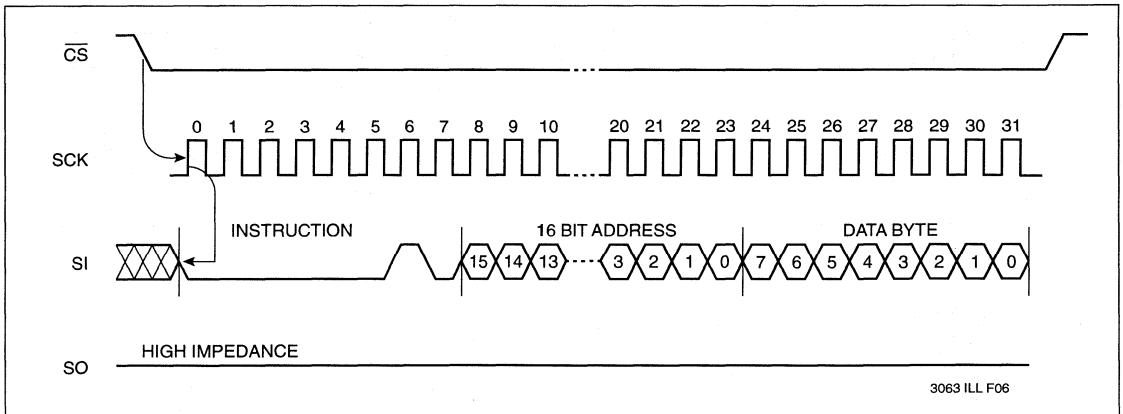 CS
0 1 2 3 4 5 6 7 8 9 10 20 21 22 23 24 25 26 27 28 29 30 31
SCK
INSTRUCTION 16 BIT ADDRESS DATA BYTE
SI 15 14 13 3 2 1 0 7 6 5 4 3 2 1 0
HIGH IMPEDANCE
SO
3063 ILL F06